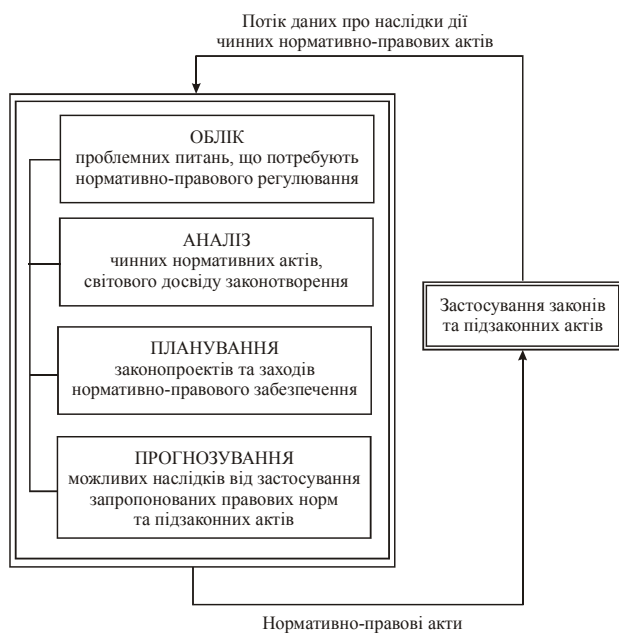 Потік даних про наслідки дії
чинних нормативно-правових актів
ОБЛІК
проблемних питань, що потребують
нормативно-правового регулювання
АНАЛІЗ
чинних нормативних актів,
світового досвіду законотворення
ПЛАНУВАННЯ
законопроектів та заходів
нормативно-правового забезпечення
ПРОГНОЗУВАННЯ
можливих наслідків від застосування
запропонованих правових норм
та підзаконних актів
Застосування законів
та підзаконних актів
Нормативно-правові акти